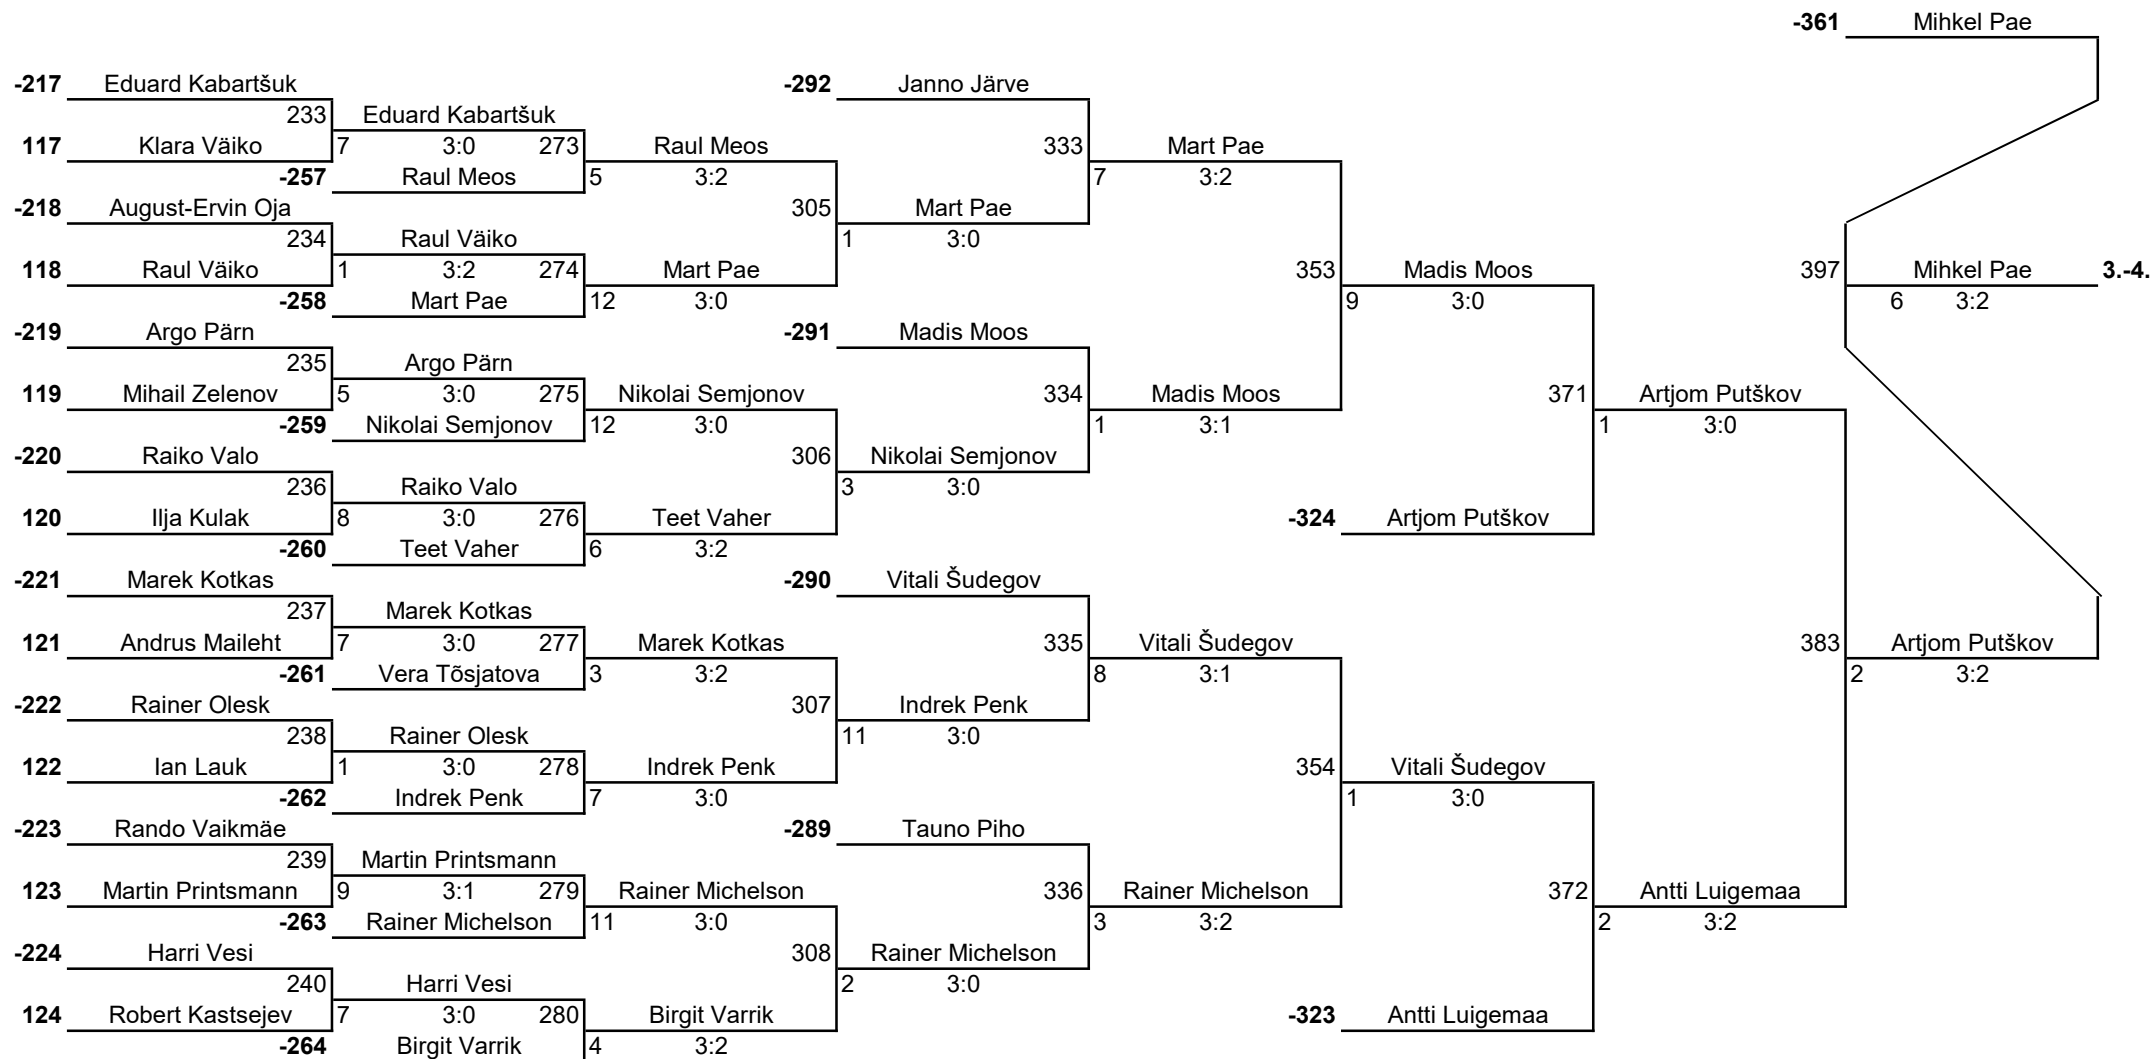 -361 Mihkel Pae
-217 Eduard Kabartšuk -292 Janno Järve
233 Eduard Kabartšuk
117 Klara Väiko 7 3:0 273 Raul Meos 333 Mart Pae
-257 Raul Meos 5 3:2 7 3:2
-218 August-Ervin Oja 305 Mart Pae
234 Raul Väiko 1 3:0
118 Raul Väiko 1 3:2 274 Mart Pae 353 Madis Moos 397 Mihkel Pae 3.-4.
-258 Mart Pae 12 3:0 9 3:0 6 3:2
-219 Argo Pärn -291 Madis Moos
235 Argo Pärn
119 Mihail Zelenov 5 3:0 275 Nikolai Semjonov 334 Madis Moos 371 Artjom Putškov
-259 Nikolai Semjonov 12 3:0 1 3:1 1 3:0
-220 Raiko Valo 306 Nikolai Semjonov
236 Raiko Valo 3 3:0
120 Ilja Kulak 8 3:0 276 Teet Vaher -324 Artjom Putškov
-260 Teet Vaher 6 3:2
-221 Marek Kotkas -290 Vitali Šudegov
237 Marek Kotkas
121 Andrus Maileht 7 3:0 277 Marek Kotkas 335 Vitali Šudegov 383 Artjom Putškov
-261 Vera Tõsjatova 3 3:2 8 3:1 2 3:2
-222 Rainer Olesk 307 Indrek Penk
238 Rainer Olesk 11 3:0
122 Ian Lauk 1 3:0 278 Indrek Penk 354 Vitali Šudegov
-262 Indrek Penk 7 3:0 1 3:0
-223 Rando Vaikmäe -289 Tauno Piho
239 Martin Printsmann
123 Martin Printsmann 9 3:1 279 Rainer Michelson 336 Rainer Michelson 372 Antti Luigemaa
-263 Rainer Michelson 11 3:0 3 3:2 2 3:2
-224 Harri Vesi 308 Rainer Michelson
240 Harri Vesi 2 3:0
124 Robert Kastsejev 7 3:0 280 Birgit Varrik -323 Antti Luigemaa
-264 Birgit Varrik 4 3:2